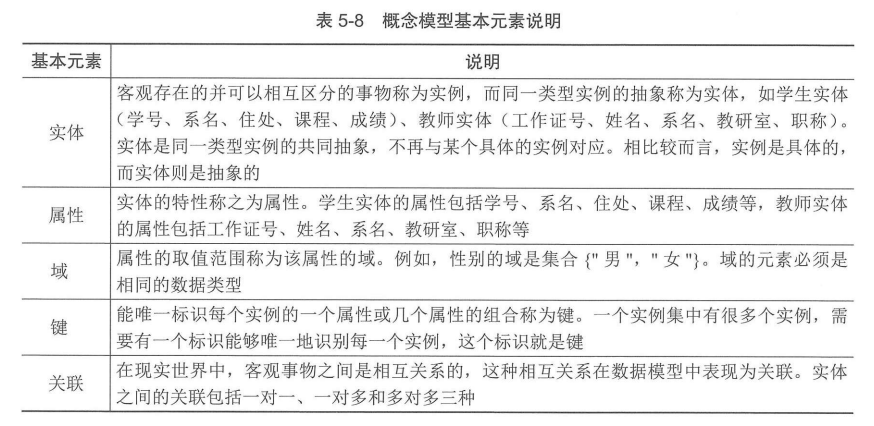 表 5-8 概念模型基本元素说明
基本元素 说明
实体
客观存在的并可以相互区分的事物称为实例，而同一类型实例的抽象称为实体，如学生实体
（学号、系名、住处、课程、成绩）、教师实体（工作证号、姓名、系名、教研室、职称）。
实体是同一类型实例的共同抽象，不再与某个具体的实例对应。相比较而言，实例是具体的，
而实体则是抽象的
属性
实体的特性称之为属性。学生实体的属性包括学号、系名、住处、课程、成绩等，教师实体
的属性包括工作证号、姓名、系名、教研室、职称等
域
属性的取值范围称为该属性的域。例如，性别的域是集合 {" 男 "，" 女 "}。域的元素必须是
相同的数据类型
键
能唯一标识每个实例的一个属性或几个属性的组合称为键。一个实例集中有很多个实例，需
要有一个标识能够唯一地识别每一个实例，这个标识就是键
关联
在现实世界中，客观事物之间是相互关系的，这种相互关系在数据模型中表现为关联。实体
之间的关联包括一对一、一对多和多对多三种